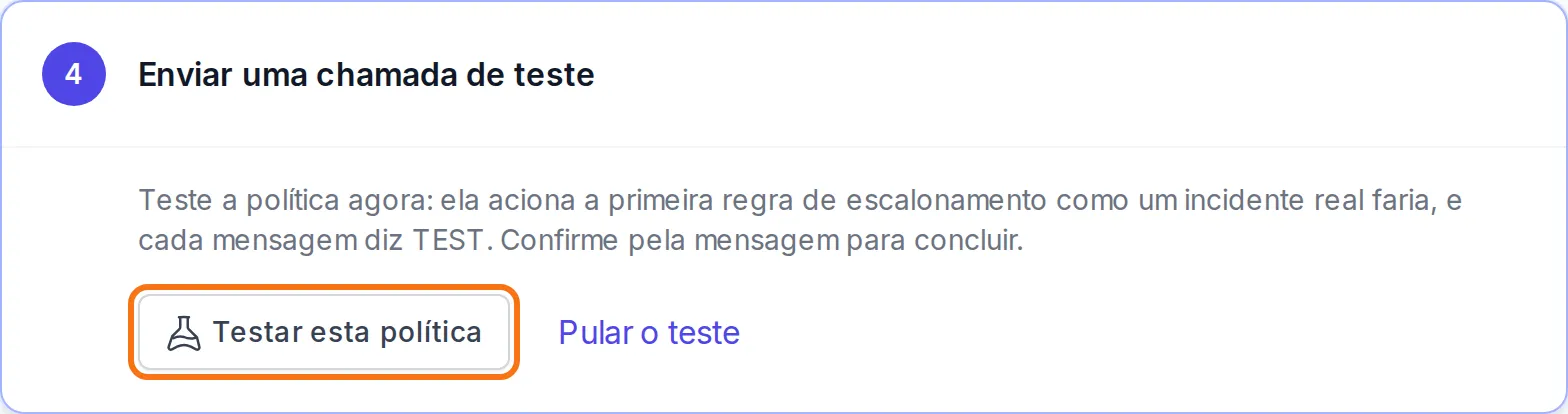 4
Enviar uma chamada de teste
Teste a política agora: ela aciona a primeira regra de escalonamento como um incidente real faria, e
cada mensagem diz TEST. Confirme pela mensagem para concluir.
Testar esta política
Pular o teste